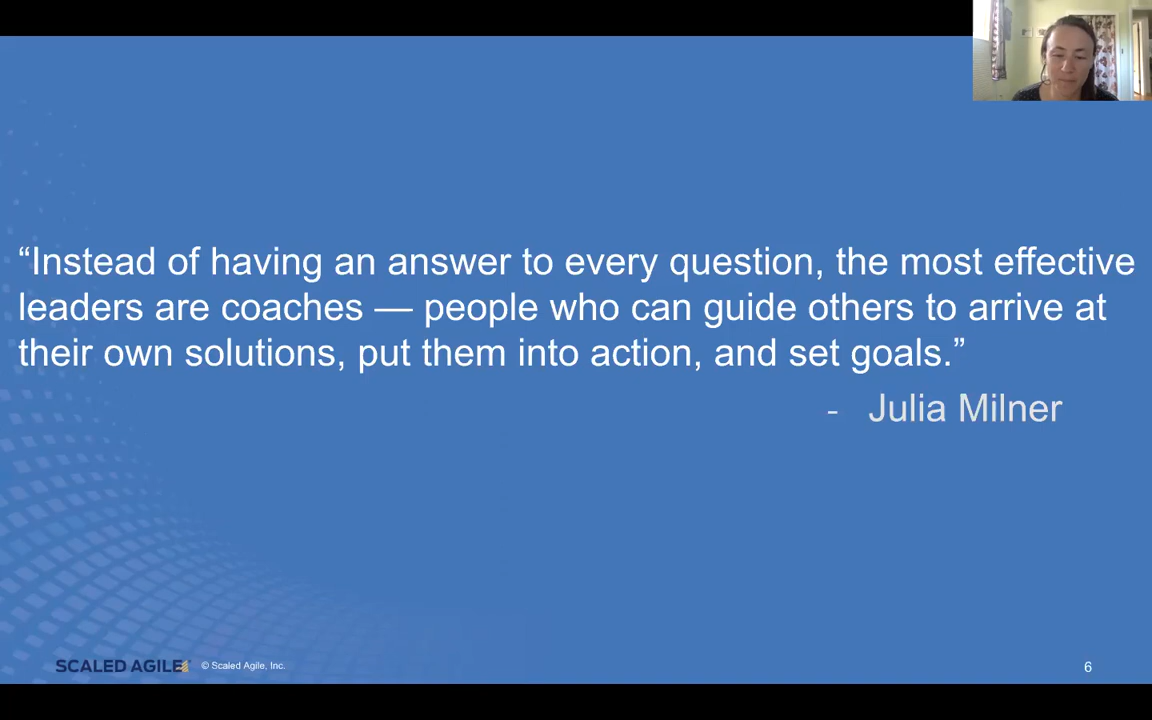 “Instead of having an answer to every question, the most effective
leaders are coaches — people who can guide others to arrive at
their own solutions, put them into action, and set goals.”
- Julia Milner
SCALED AGILE © Scaled Agile, Inc.
6